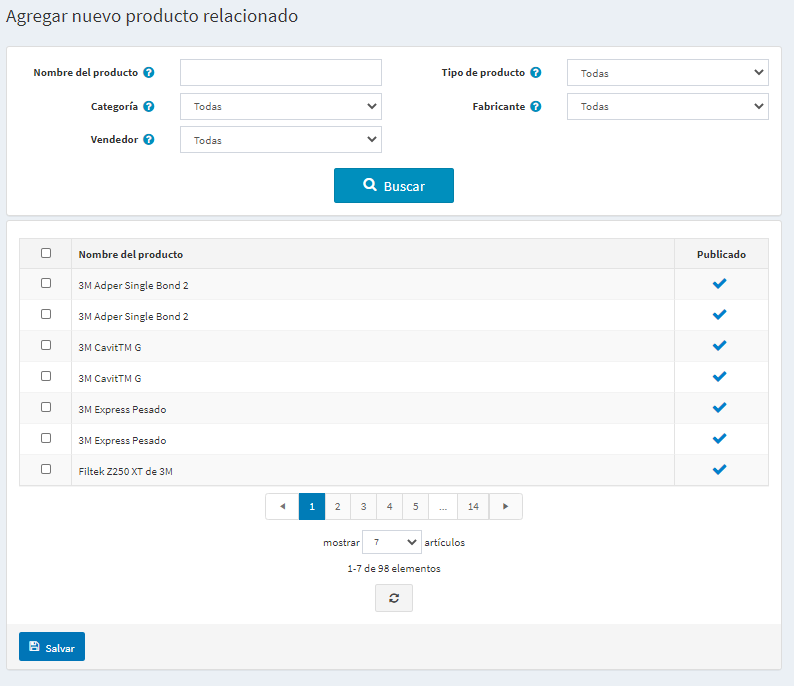 Agregar nuevo producto relacionado
Nombre del producto ? Tipo de producto ? Todas
Categoría ? Todas Fabricante ? Todas
Vendedor ? Todas
Buscar
Nombre del producto Publicado
3M Adper Single Bond 2
3M Adper Single Bond 2
3M CavitTM G
3M CavitTM G
3M Express Pesado
3M Express Pesado
Filtek Z250 XT de 3M
1 2 3 4 5 ... 14
mostrar 7 artículos
1-7 de 98 elementos
Salvar